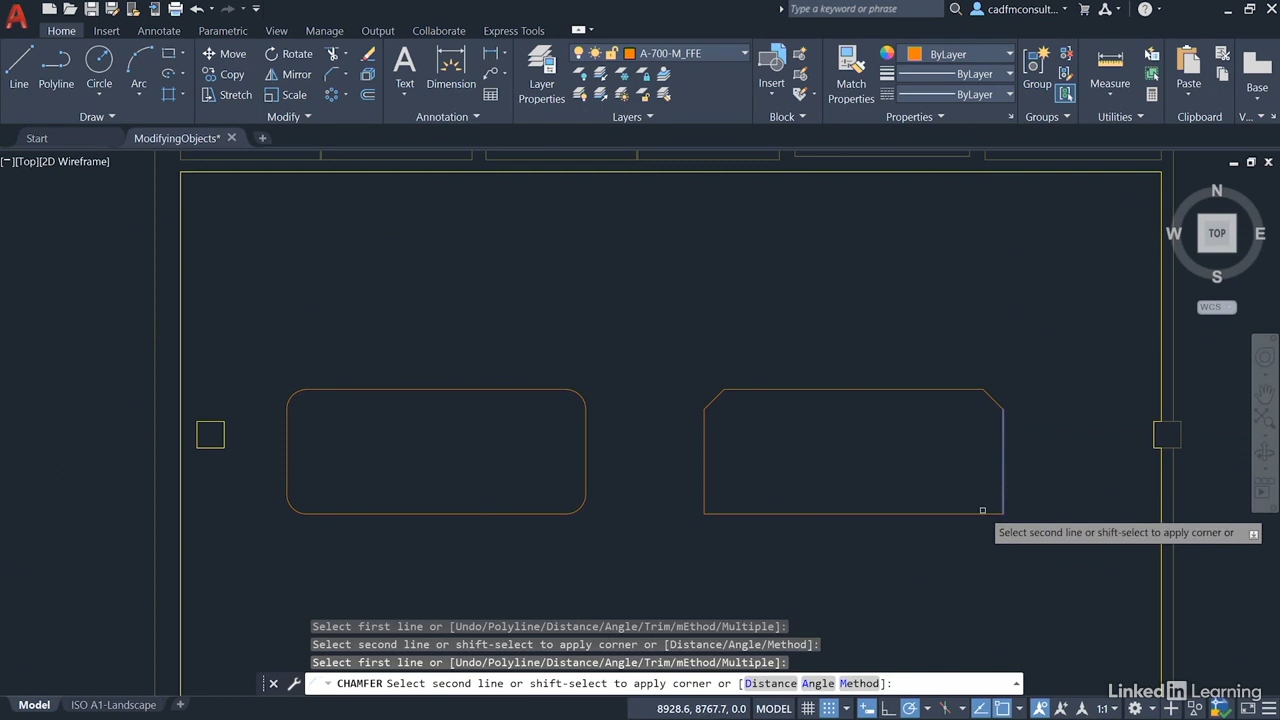 Type a keyword or phrase
cadfmconsult...
Home Insert Annotate Parametric View Manage Output Collaborate Express Tools
Move Rotate
A-700-M_FFE
ByLayer
Copy Mirror
ByLayer
Stretch Scale
ByLayer
Line Polyline Circle Arc
Text Dimension
Layer Properties
Insert
Match Properties
Group
Measure
Paste
Base
Draw Modify Annotation Layers Block Properties Groups Utilities Clipboard V...
Start ModifyingObjects*
[−][Top][2D Wireframe]
N
W TOP E
S
WCS
Select second line or shift-select to apply corner or
Select first line or [Undo/Polyline/Distance/Angle/Trim/mEthod/Multiple]:
Select second line or shift-select to apply corner or [Distance/Angle/Method]:
Select first line or [Undo/Polyline/Distance/Angle/Trim/mEthod/Multiple]:
CHAMFER Select second line or shift-select to apply corner or [Distance Angle Method]:
LinkedIn Learning
Model ISO A1-Landscape
8928.6, 8767.7, 0.0 MODEL 1:1